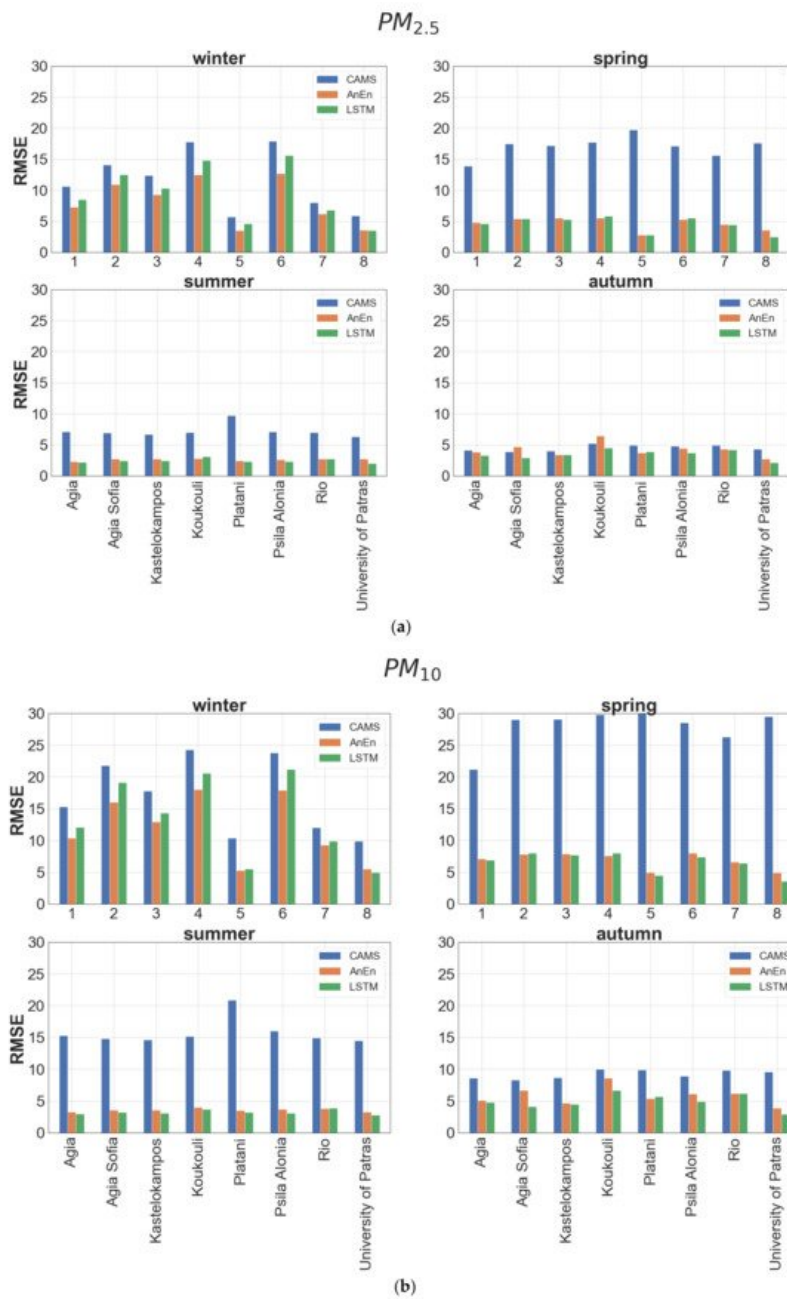 PM2.5
winter
spring
30
25
20
15
10
5
0
RMSE
CAMS
AnEn
LSTM
1 2 3 4 5 6 7 8
30
25
20
15
10
5
0
1 2 3 4 5 6 7 8
summer
autumn
30
25
20
15
10
5
0
RMSE
CAMS
AnEn
LSTM
Agia
Agia Sofia
Kastelokampos
Koukouli
Platani
Psila Alonia
Rio
University of Patras
30
25
20
15
10
5
0
CAMS
AnEn
LSTM
Agia
Agia Sofia
Kastelokampos
Koukouli
Platani
Psila Alonia
Rio
University of Patras
(a)
PM10
winter
spring
30
25
20
15
10
5
0
RMSE
CAMS
AnEn
LSTM
1 2 3 4 5 6 7 8
30
25
20
15
10
5
0
1 2 3 4 5 6 7 8
summer
autumn
30
25
20
15
10
5
0
RMSE
CAMS
AnEn
LSTM
Agia
Agia Sofia
Kastelokampos
Koukouli
Platani
Psila Alonia
Rio
University of Patras
30
25
20
15
10
5
0
CAMS
AnEn
LSTM
Agia
Agia Sofia
Kastelokampos
Koukouli
Platani
Psila Alonia
Rio
University of Patras
(b)